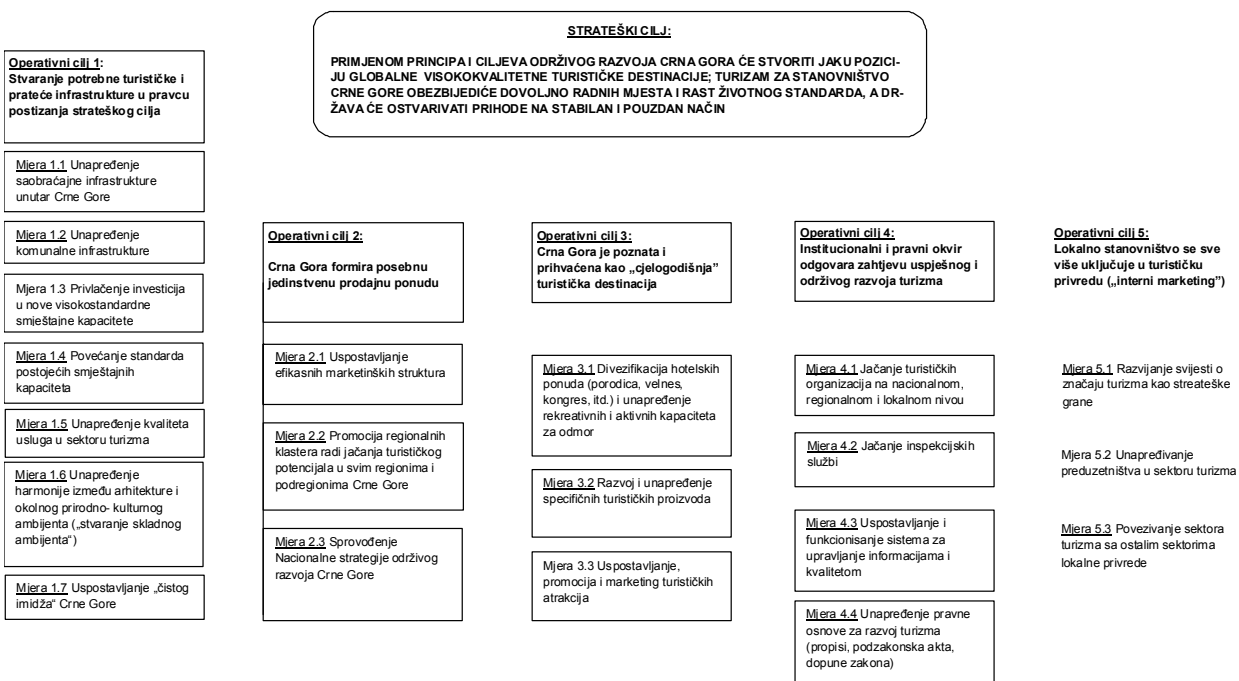 STRATEŠKI CILJ:
PRIMJENOM PRINCIPA I CILJEVA ODRŽIVOG RAZVOJA CRNA GORA ĆE STVORITI JAKU POZICI-
JU GLOBALNE VISOKOKVALITETNE TURISTIČKE DESTINACIJE; TURIZAM ZA STANOVNIŠTVO
CRNE GORE OBEZBIJEDIĆE DOVOLJNO RADNIH MJESTA I RAST ŽIVOTNOG STANDARDA, A DR-
ŽAVA ĆE OSTVARIVATI PRIHODE NA STABILAN I POUZDAN NAČIN
Operativni cilj 1:
Stvaranje potrebne turističke i
prateće infrastrukture u pravcu
postizanja strateškog cilja
Mjera 1.1 Unapređenje
saobraćajne infrastrukture
unutar Crne Gore
Mjera 1.2 Unapređenje
komunalne infrastrukture
Mjera 1.3 Privlačenje investicija
u nove visokostandardne
smještajne kapacitete
Mjera 1.4 Povećanje standarda
postojećih smještajnih
kapaciteta
Mjera 1.5 Unapređenje kvaliteta
usluga u sektoru turizma
Mjera 1.6 Unapređenje
harmonije između arhitekture i
okolnog prirodno- kulturnog
ambijenta („stvaranje skladnog
ambijenta“)
Mjera 1.7 Uspostavljanje „čistog
imidža“ Crne Gore
Operativni cilj 2:
Crna Gora formira posebnu
jedinstvenu prodajnu ponudu
Mjera 2.1 Uspostavljanje
efikasnih marketinških struktura
Mjera 2.2 Promocija regionalnih
klastera radi jačanja turističkog
potencijala u svim regionima i
podregionima Crne Gore
Mjera 2.3 Sprovođenje
Nacionalne strategije održivog
razvoja Crne Gore
Operativni cilj 3:
Crna Gora je poznata i
prihvaćena kao „cjelogodišnja”
turistička destinacija
Mjera 3.1 Divezifikacija hotelskih
ponuda (porodica, velnes,
kongres, itd.) i unapređenje
rekreativnih i aktivnih kapaciteta
za odmor
Mjera 3.2 Razvoj i unapređenje
specifičnih turističkih proizvoda
Mjera 3.3 Uspostavljanje,
promocija i marketing turističkih
atrakcija
Operativni cilj 4:
Institucionalni i pravni okvir
odgovara zahtjevu uspješnog i
održivog razvoja turizma
Mjera 4.1 Jačanje turističkih
organizacija na nacionalnom,
regionalnom i lokalnom nivou
Mjera 4.2 Jačanje inspekcijskih
službi
Mjera 4.3 Uspostavljanje i
funkcionisanje sistema za
upravljanje informacijama i
kvalitetom
Mjera 4.4 Unapređenje pravne
osnove za razvoj turizma
(propisi, podzakonska akta,
dopune zakona)
Operativni cilj 5:
Lokalno stanovništvo se sve
više uključuje u turističku
privredu („interni marketing”)
Mjera 5.1 Razvijanje svijesti o
značaju turizma kao streateške
grane
Mjera 5.2 Unapređivanje
preduzetništva u sektoru turizma
Mjera 5.3 Povezivanje sektora
turizma sa ostalim sektorima
lokalne privrede